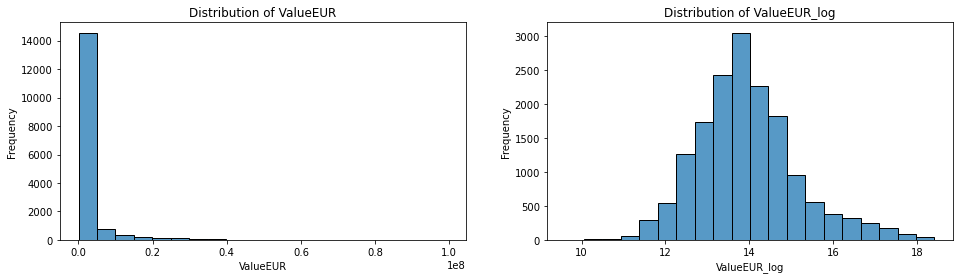 Distribution of ValueEUR
14000
12000
10000
8000
6000
4000
2000
0
Frequency
0.0 0.2 0.4 0.6 0.8 1.0
1e8
ValueEUR
Distribution of ValueEUR_log
3000
2500
2000
1500
1000
500
0
Frequency
10 12 14 16 18
ValueEUR_log